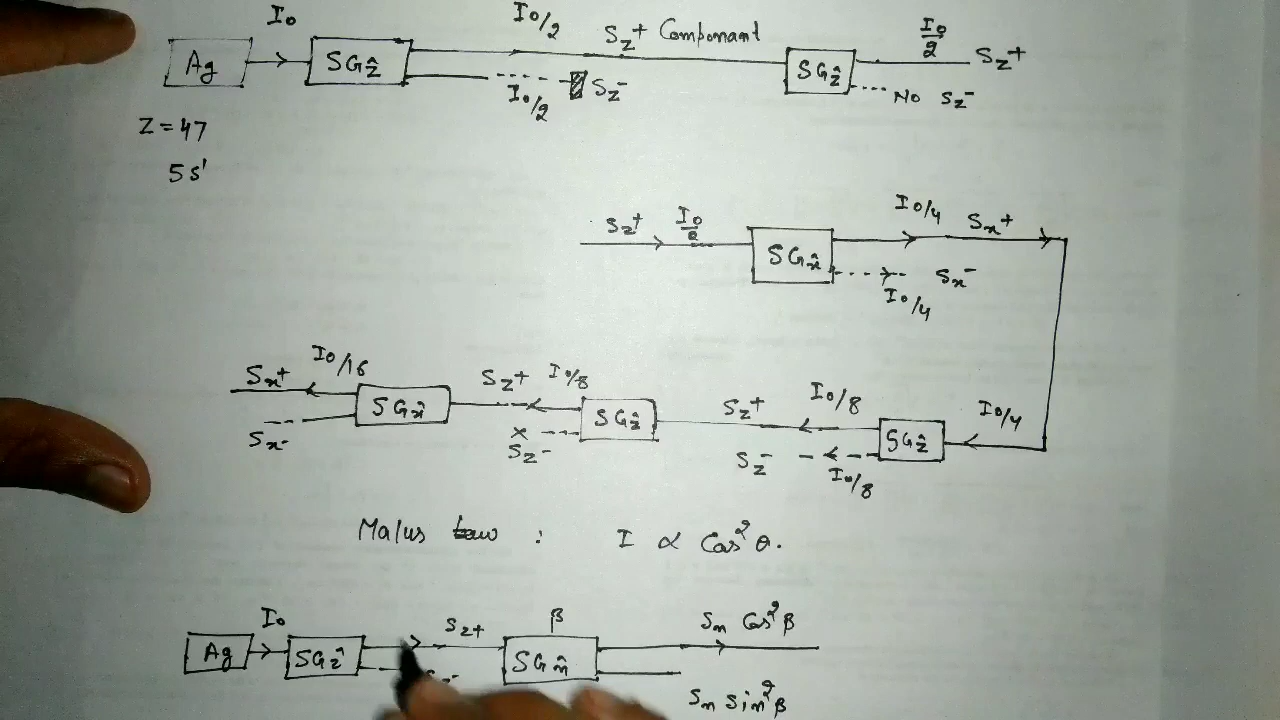 I₀ I₀/2 Sz+ Componant I₀/2
Ag SGẑ SGẑ Sz+
I₀/2 Sz- No Sz-
Z = 47
5s¹
Sz+ I₀/2 SGx̂ I₀/4 Sx+
I₀/4 Sx-
Sx+ I₀/16 SGx̂ Sz+ I₀/8 SGẑ Sz+ I₀/8 SGẑ I₀/4
Sx- × Sz- Sz- I₀/8
Malus law : I ∝ Cos²θ.
I₀ Sz+ β Sn Cos²β
Ag SGẑ SGn̂
Sn Sin²β